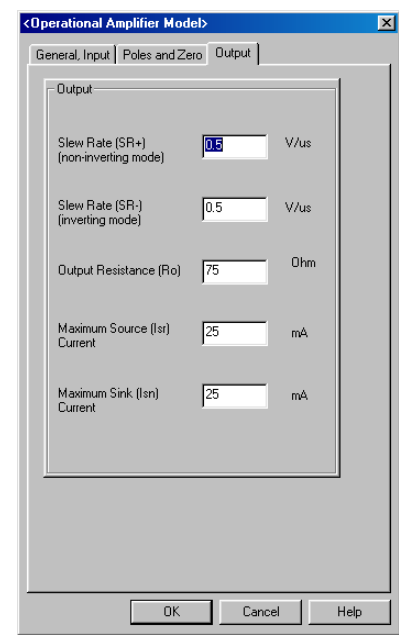 <Operational Amplifier Model>
General, Input
Poles and Zero
Output
Output
Slew Rate (SR+)
(non-inverting mode)
0.5
V/us
Slew Rate (SR-)
(inverting mode)
0.5
V/us
Output Resistance (Ro)
75
Ohm
Maximum Source (Isr)
Current
25
mA
Maximum Sink (Isn)
Current
25
mA
OK
Cancel
Help